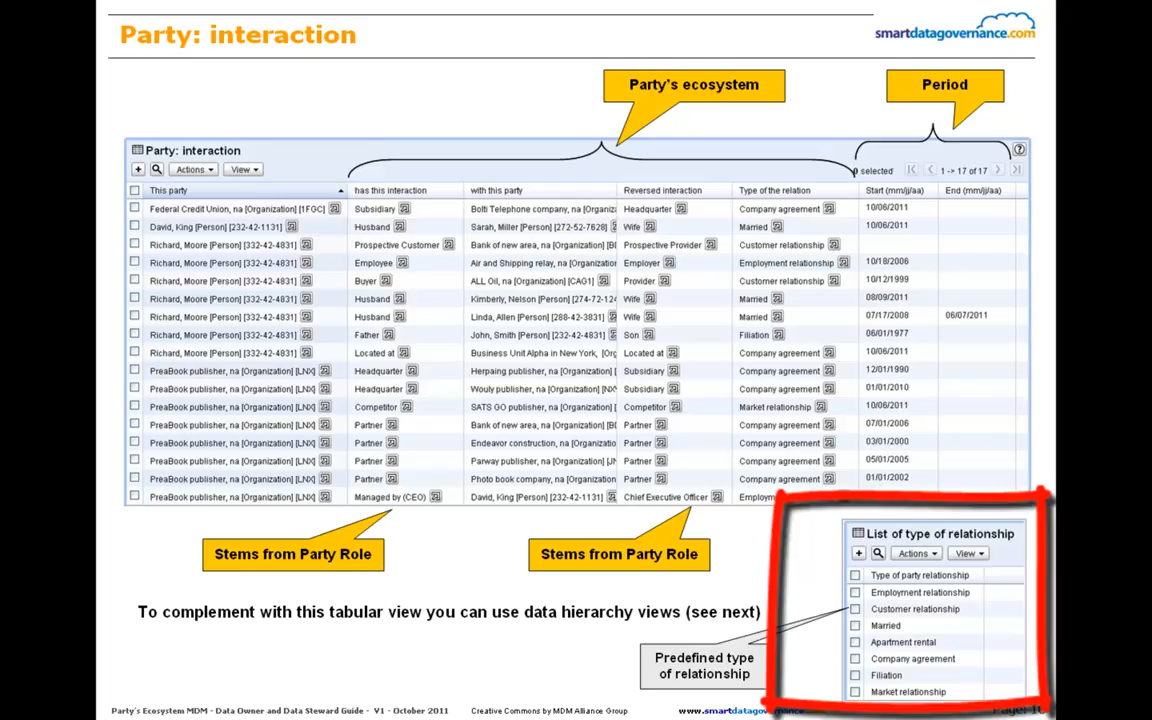 Party: interaction
smartdatagovernance.com
Party's ecosystem
Period
Party: interaction
Actions View selected 1 -> 17 of 17
This party has this interaction with this party Reversed interaction Type of the relation Start (mm/jj/aa) End (mm/jj/aa)
Federal Credit Union, na [Organization] [1FGC] Subsidiary Bolti Telephone company, na [Organiza Headquarter Company agreement 10/06/2011
David, King [Person] [232-42-1131] Husband Sarah, Miller [Person] [272-52-7628] Wife Married 10/06/2011
Richard, Moore [Person] [332-42-4831] Prospective Customer Bank of new area, na [Organization] [B Prospective Provider Customer relationship
Richard, Moore [Person] [332-42-4831] Employee Air and Shipping relay, na [Organization Employer Employment relationship 10/18/2006
Richard, Moore [Person] [332-42-4831] Buyer ALL Oil, na [Organization] [CAG1] Provider Customer relationship 10/12/1999
Richard, Moore [Person] [332-42-4831] Husband Kimberly, Nelson [Person] [274-72-124 Wife Married 08/09/2011
Richard, Moore [Person] [332-42-4831] Husband Linda, Allen [Person] [288-42-3831] Wife Married 07/17/2008 06/07/2011
Richard, Moore [Person] [332-42-4831] Father John, Smith [Person] [232-42-4831] Son Filiation 06/01/1977
Richard, Moore [Person] [332-42-4831] Located at Business Unit Alpha in New York, [Org Located at Company agreement 10/06/2011
PreaBook publisher, na [Organization] [LNX] Headquarter Herpaing publisher, na [Organization] Subsidiary Company agreement 12/01/1990
PreaBook publisher, na [Organization] [LNX] Headquarter Wouly publisher, na [Organization] [NX Subsidiary Company agreement 01/01/2010
PreaBook publisher, na [Organization] [LNX] Competitor SATS GO publisher, na [Organization] Competitor Market relationship 10/06/2011
PreaBook publisher, na [Organization] [LNX] Partner Bank of new area, na [Organization] [B Partner Company agreement 07/01/2006
PreaBook publisher, na [Organization] [LNX] Partner Endeavor construction, na [Organizatio Partner Company agreement 03/01/2000
PreaBook publisher, na [Organization] [LNX] Partner Parway publisher, na [Organization] [JN Partner Company agreement 05/01/2005
PreaBook publisher, na [Organization] [LNX] Partner Photo book company, na [Organization Partner Company agreement 01/01/2002
PreaBook publisher, na [Organization] [LNX] Managed by (CEO) David, King [Person] [232-42-1131] Chief Executive Officer Employm
Stems from Party Role
Stems from Party Role
List of type of relationship
Actions View
Type of party relationship
Employment relationship
Customer relationship
Married
Apartment rental
Company agreement
Filiation
Market relationship
To complement with this tabular view you can use data hierarchy views (see next)
Predefined type
of relationship
Party's Ecosystem MDM - Data Owner and Data Steward Guide - V1 - October 2011 Creative Commons by MDM Alliance Group www.smartdatagovernance